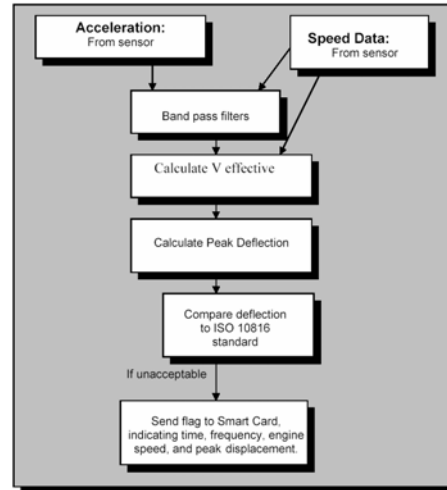 Acceleration:
From sensor
Speed Data:
From sensor
Band pass filters
Calculate V effective
Calculate Peak Deflection
Compare deflection
to ISO 10816
standard
If unacceptable
Send flag to Smart Card,
indicating time, frequency, engine
speed, and peak displacement.